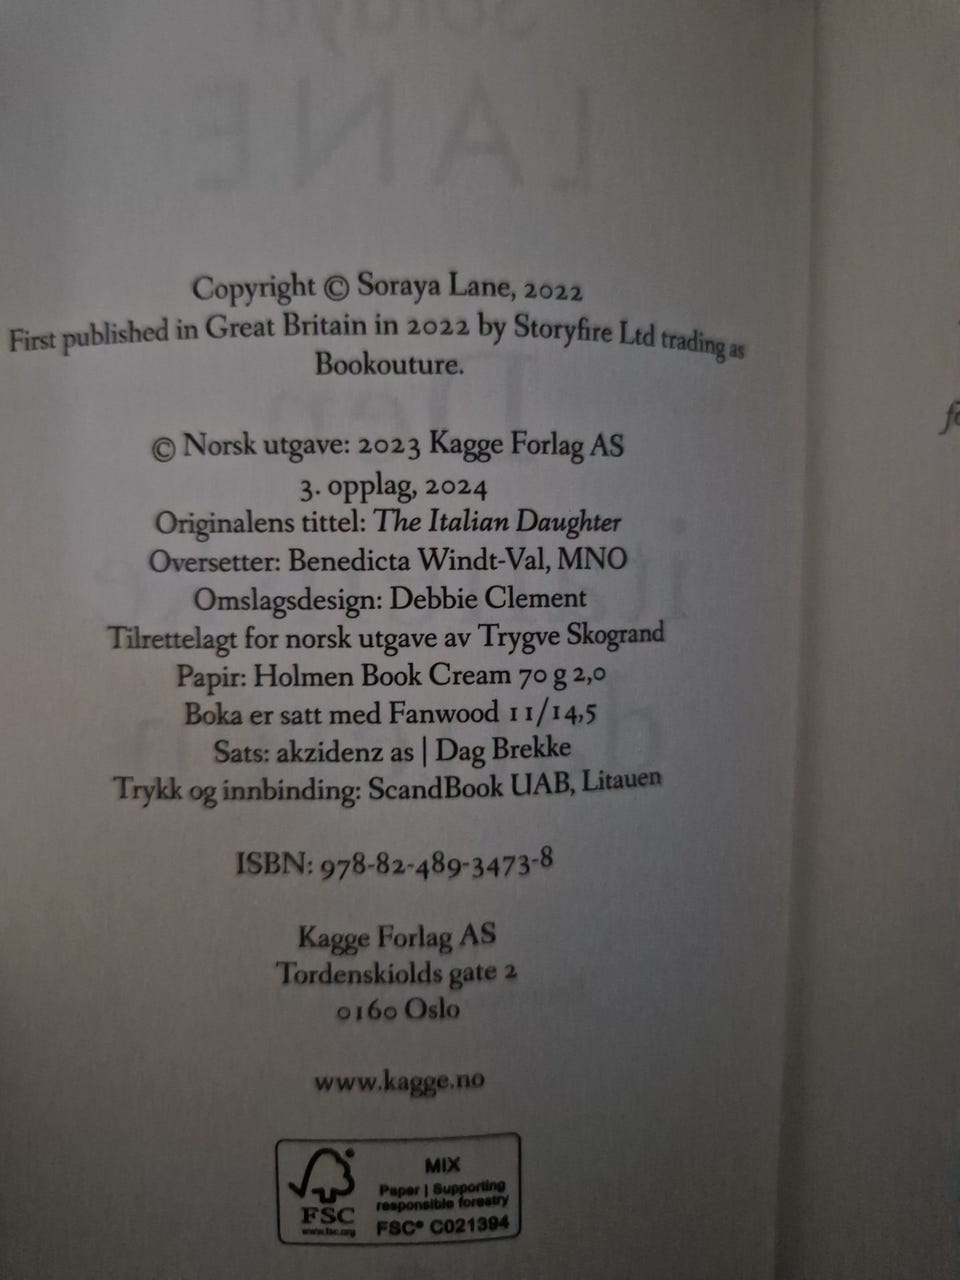 Soraya
LANE
Copyright © Soraya Lane, 2022
First published in Great Britain in 2022 by Storyfire Ltd trading as
Bookouture.
© Norsk utgave: 2023 Kagge Forlag AS
3. opplag, 2024
Originalens tittel: The Italian Daughter
Oversetter: Benedicta Windt-Val, MNO
Omslagsdesign: Debbie Clement
Tilrettelagt for norsk utgave av Trygve Skogrand
Papir: Holmen Book Cream 70 g 2,0
Boka er satt med Fanwood 11/14,5
Sats: akzidenz as | Dag Brekke
Trykk og innbinding: ScandBook UAB, Litauen
ISBN: 978-82-489-3473-8
Kagge Forlag AS
Tordenskiolds gate 2
0160 Oslo
www.kagge.no
FSC
www.fsc.org
MIX
Paper | Supporting
responsible forestry
FSC® C021394